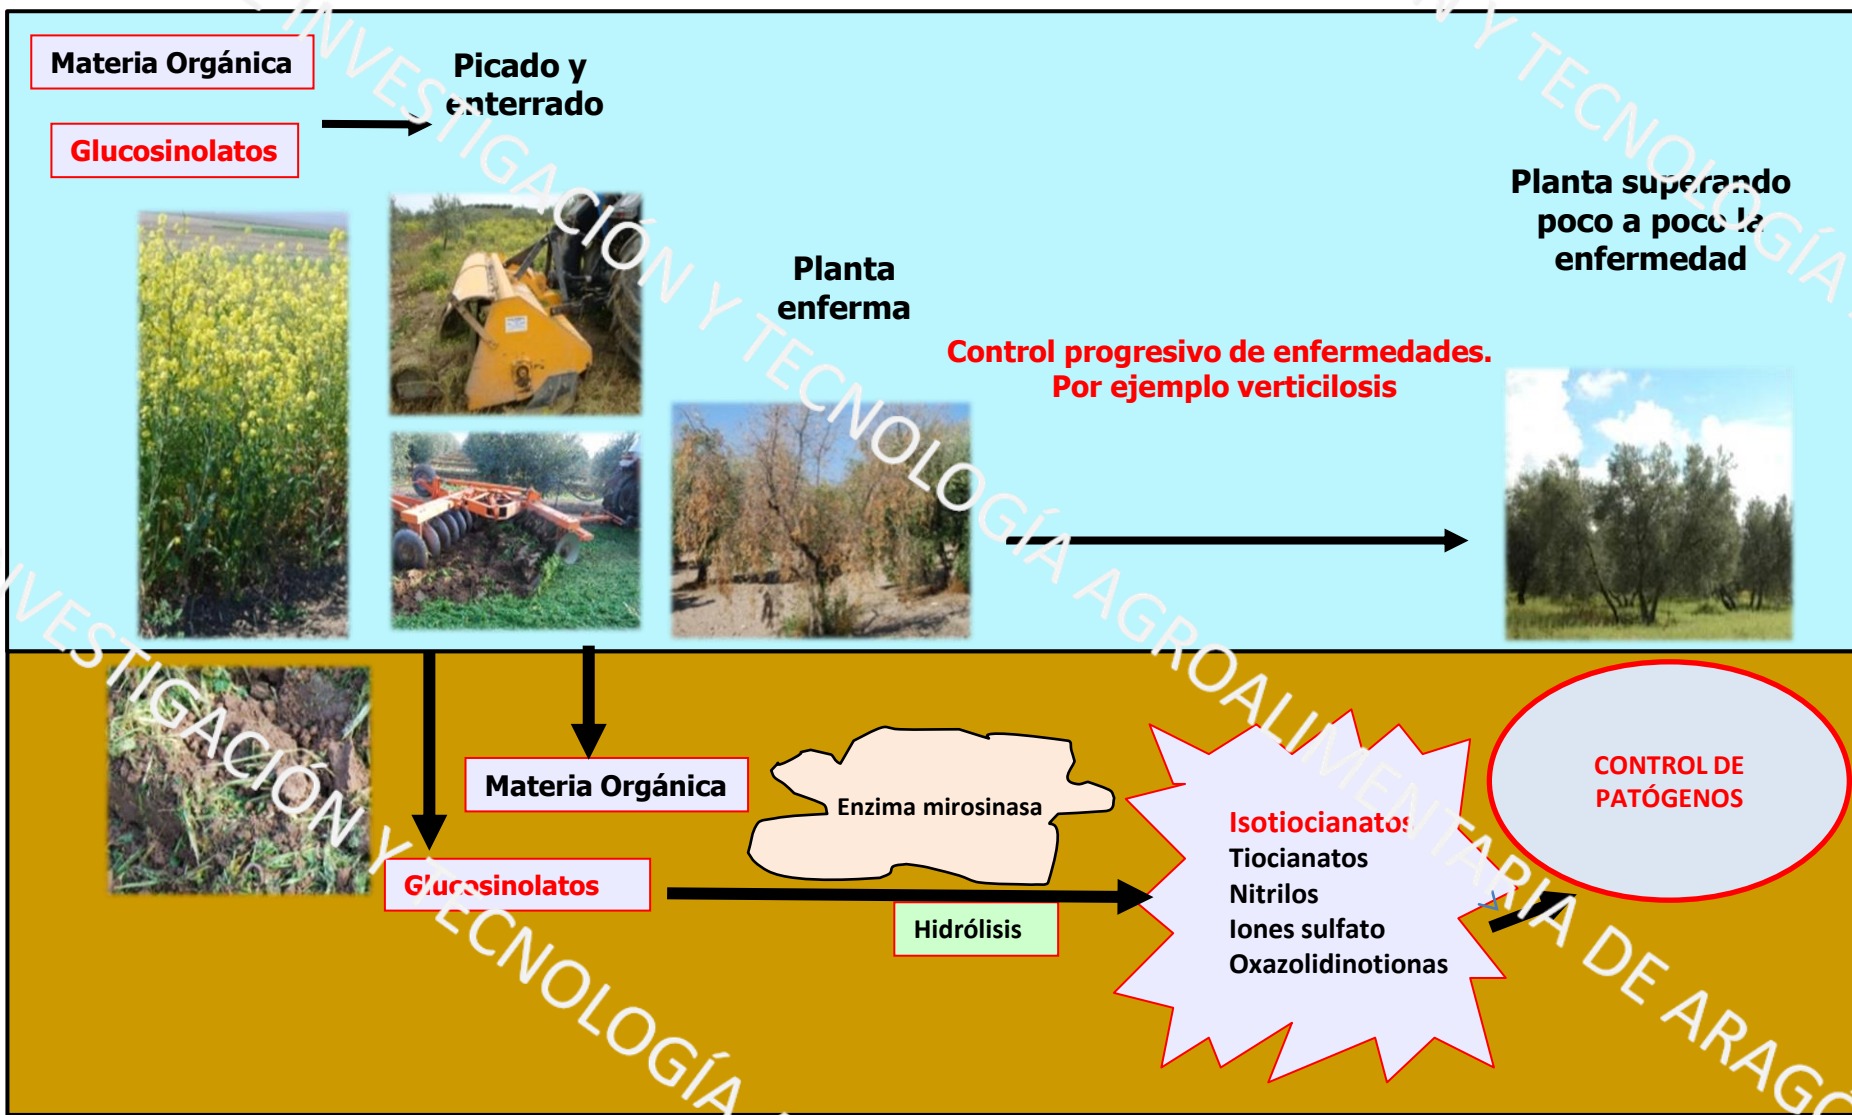 Materia Orgánica
Glucosinolatos
Picado y
enterrado
Planta
enferma
Control progresivo de enfermedades.
Por ejemplo verticilosis
Planta superando
poco a poco la
enfermedad
Materia Orgánica
Glucosinolatos
Enzima mirosinasa
Hidrólisis
Isotiocianatos
Tiocianatos
Nitrilos
Iones sulfato
Oxazolidinotionas
CONTROL DE
PATÓGENOS
INVESTIGACIÓN Y TECNOLOGÍA AGROALIMENTARIA DE ARAGÓ
INVESTIGACIÓN Y TECNOLOGÍA
Y TECNOLOGÍA